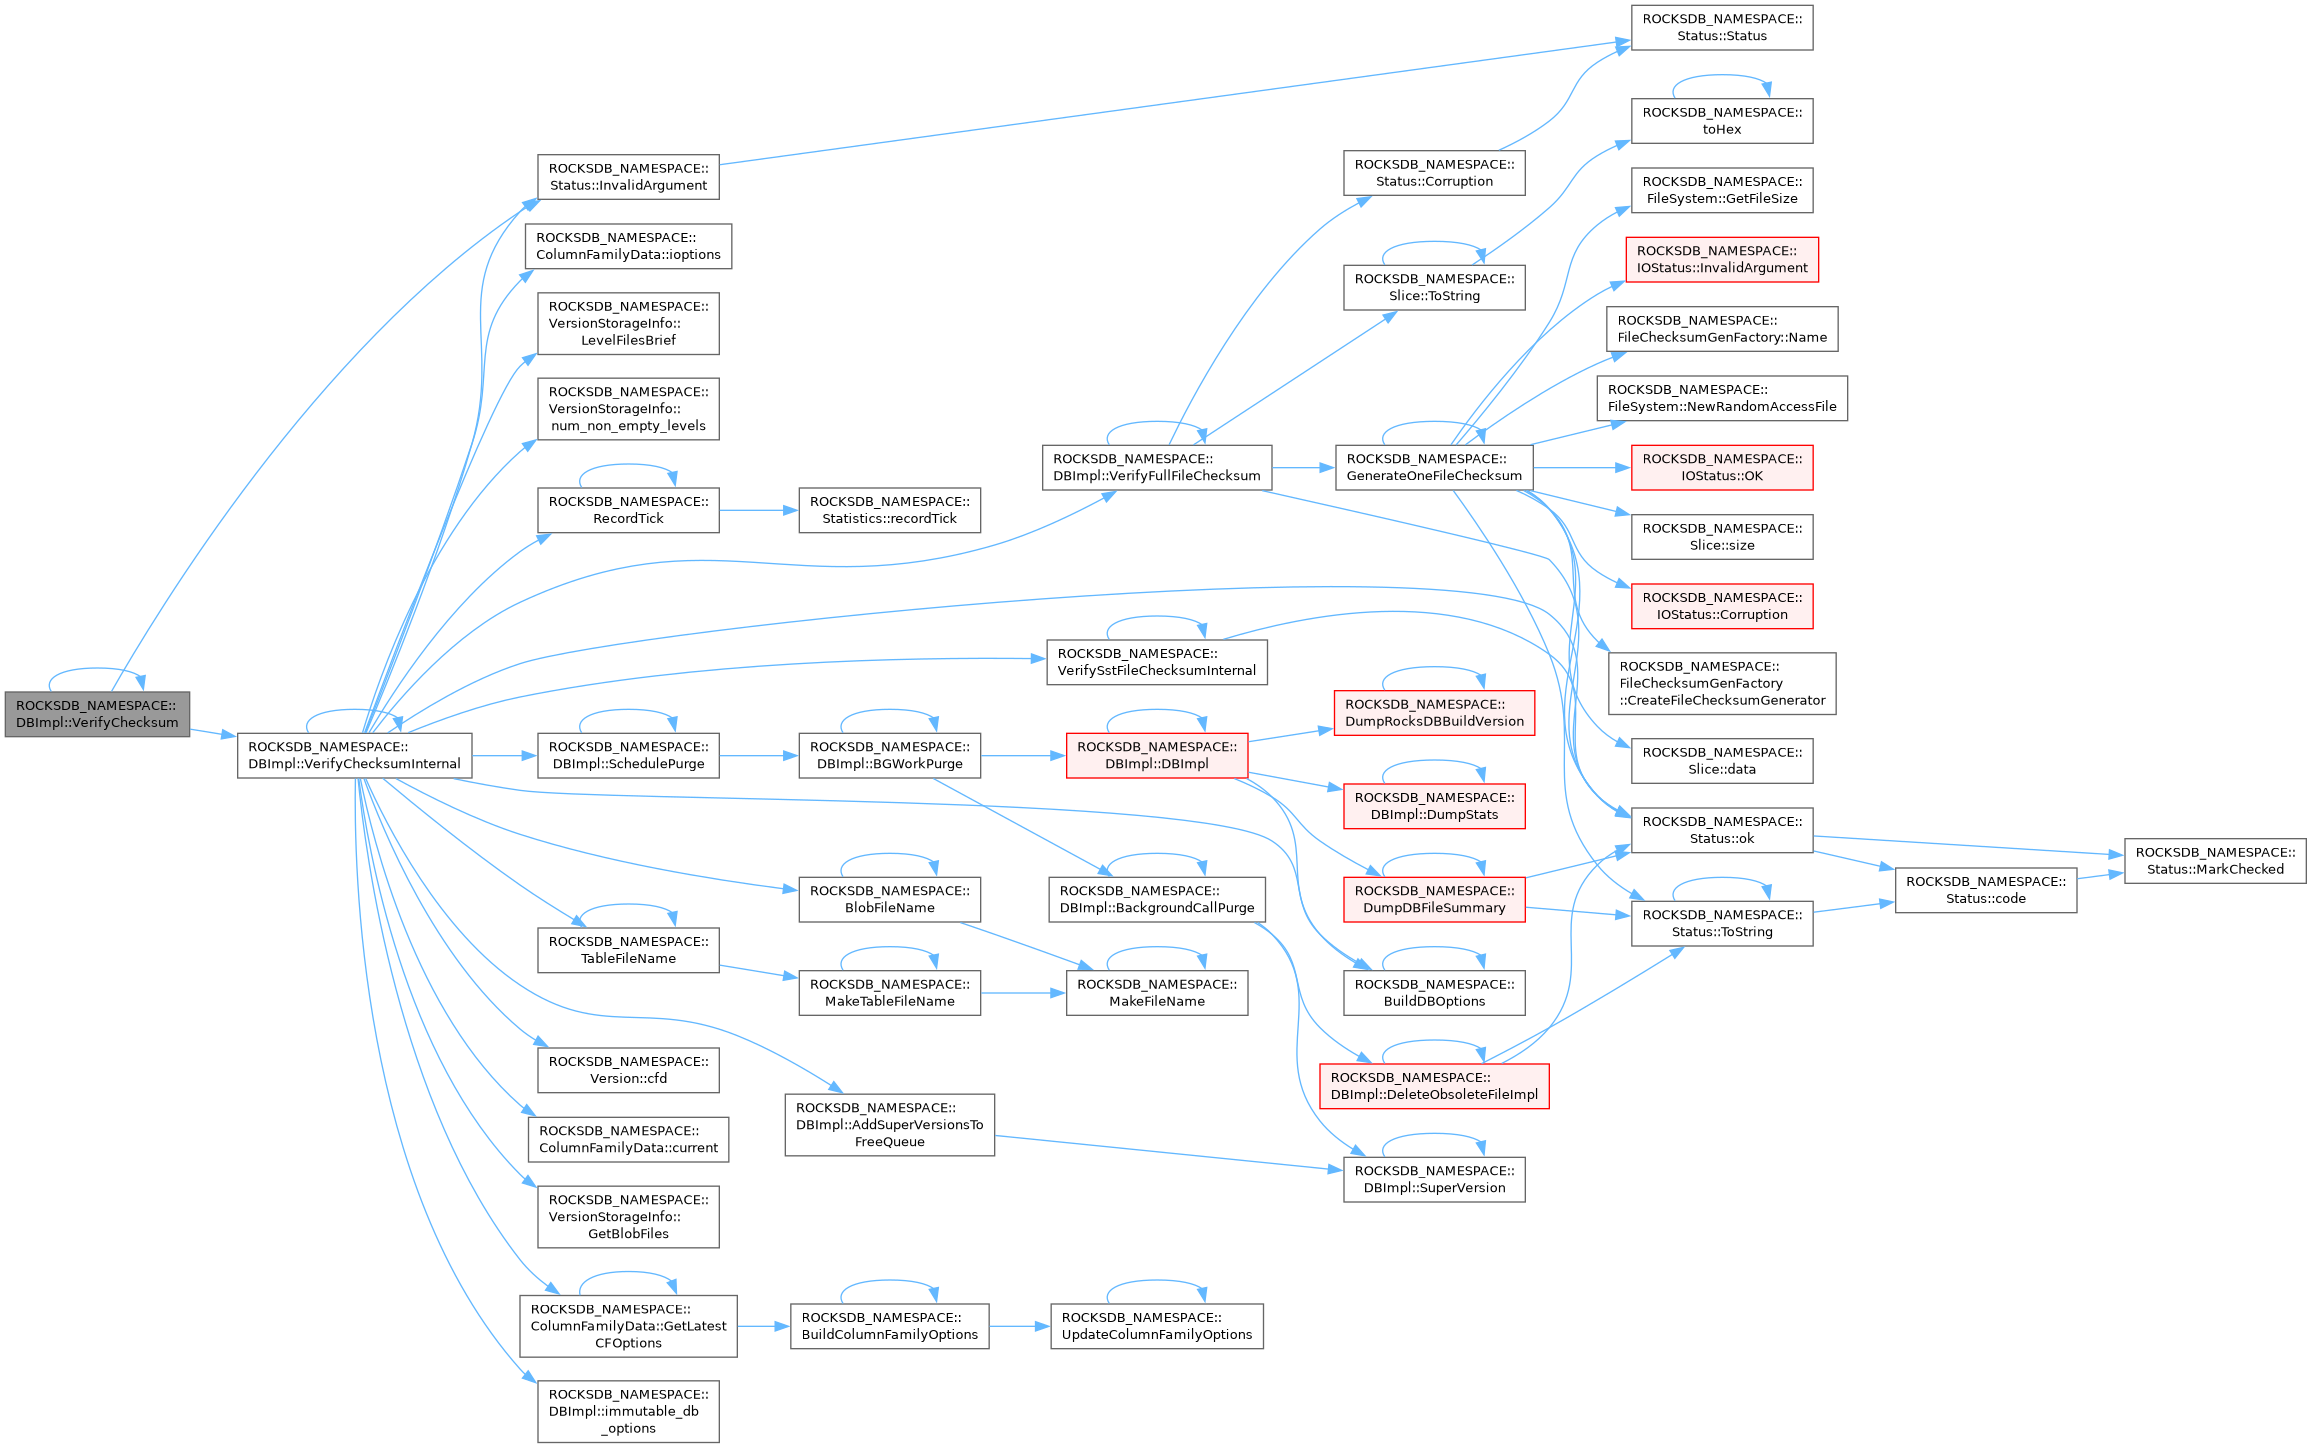 ROCKSDB_NAMESPACE::
DBImpl::VerifyChecksum
ROCKSDB_NAMESPACE::
DBImpl::VerifyChecksumInternal
ROCKSDB_NAMESPACE::
Status::InvalidArgument
ROCKSDB_NAMESPACE::
ColumnFamilyData::ioptions
ROCKSDB_NAMESPACE::
VersionStorageInfo::
LevelFilesBrief
ROCKSDB_NAMESPACE::
VersionStorageInfo::
num_non_empty_levels
ROCKSDB_NAMESPACE::
RecordTick
ROCKSDB_NAMESPACE::
DBImpl::SchedulePurge
ROCKSDB_NAMESPACE::
TableFileName
ROCKSDB_NAMESPACE::
Version::cfd
ROCKSDB_NAMESPACE::
ColumnFamilyData::current
ROCKSDB_NAMESPACE::
VersionStorageInfo::
GetBlobFiles
ROCKSDB_NAMESPACE::
ColumnFamilyData::GetLatest
CFOptions
ROCKSDB_NAMESPACE::
DBImpl::immutable_db
_options
ROCKSDB_NAMESPACE::
Statistics::recordTick
ROCKSDB_NAMESPACE::
DBImpl::BGWorkPurge
ROCKSDB_NAMESPACE::
BlobFileName
ROCKSDB_NAMESPACE::
MakeTableFileName
ROCKSDB_NAMESPACE::
DBImpl::AddSuperVersionsTo
FreeQueue
ROCKSDB_NAMESPACE::
BuildColumnFamilyOptions
ROCKSDB_NAMESPACE::
DBImpl::VerifyFullFileChecksum
ROCKSDB_NAMESPACE::
VerifySstFileChecksumInternal
ROCKSDB_NAMESPACE::
DBImpl::DBImpl
ROCKSDB_NAMESPACE::
DBImpl::BackgroundCallPurge
ROCKSDB_NAMESPACE::
MakeFileName
ROCKSDB_NAMESPACE::
UpdateColumnFamilyOptions
ROCKSDB_NAMESPACE::
Status::Corruption
ROCKSDB_NAMESPACE::
Slice::ToString
ROCKSDB_NAMESPACE::
GenerateOneFileChecksum
ROCKSDB_NAMESPACE::
DumpRocksDBBuildVersion
ROCKSDB_NAMESPACE::
DBImpl::DumpStats
ROCKSDB_NAMESPACE::
DumpDBFileSummary
ROCKSDB_NAMESPACE::
BuildDBOptions
ROCKSDB_NAMESPACE::
DBImpl::DeleteObsoleteFileImpl
ROCKSDB_NAMESPACE::
DBImpl::SuperVersion
ROCKSDB_NAMESPACE::
Status::Status
ROCKSDB_NAMESPACE::
toHex
ROCKSDB_NAMESPACE::
FileSystem::GetFileSize
ROCKSDB_NAMESPACE::
IOStatus::InvalidArgument
ROCKSDB_NAMESPACE::
FileChecksumGenFactory::Name
ROCKSDB_NAMESPACE::
FileSystem::NewRandomAccessFile
ROCKSDB_NAMESPACE::
IOStatus::OK
ROCKSDB_NAMESPACE::
Slice::size
ROCKSDB_NAMESPACE::
IOStatus::Corruption
ROCKSDB_NAMESPACE::
FileChecksumGenFactory
::CreateFileChecksumGenerator
ROCKSDB_NAMESPACE::
Slice::data
ROCKSDB_NAMESPACE::
Status::ok
ROCKSDB_NAMESPACE::
Status::ToString
ROCKSDB_NAMESPACE::
Status::code
ROCKSDB_NAMESPACE::
Status::MarkChecked